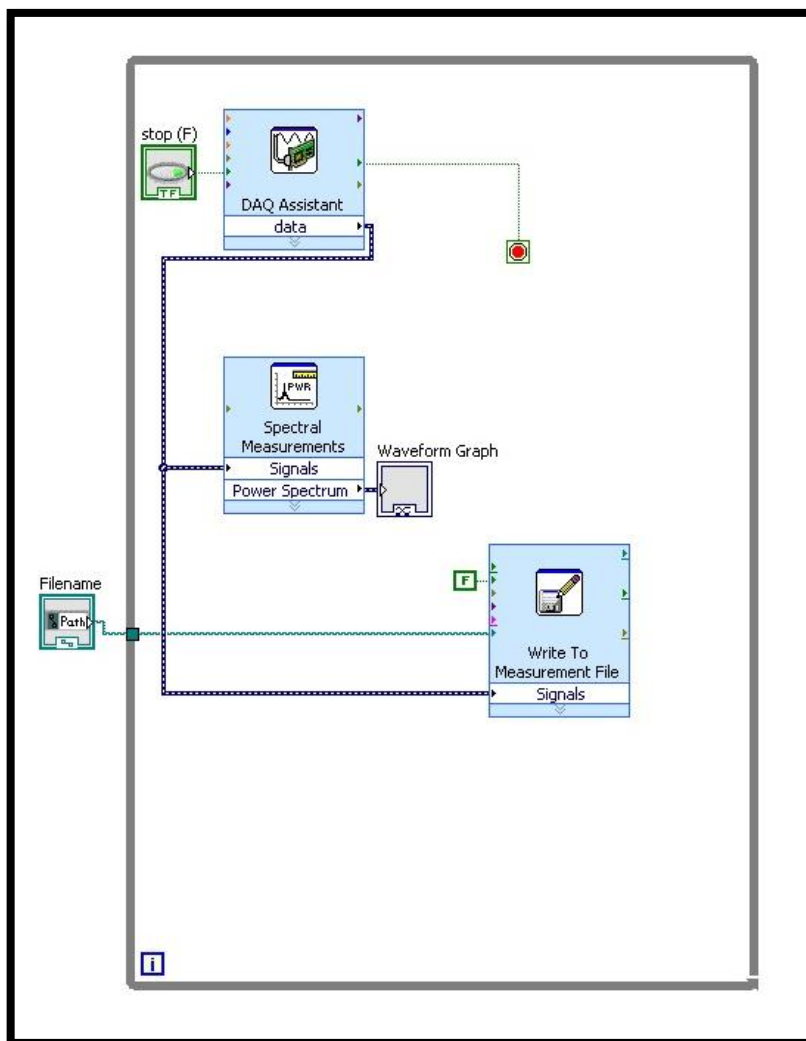 stop (F)
TF
DAQ Assistant
data
PWR
Spectral
Measurements
Signals
Power Spectrum
Waveform Graph
Filename
Path
F
Write To
Measurement File
Signals
i